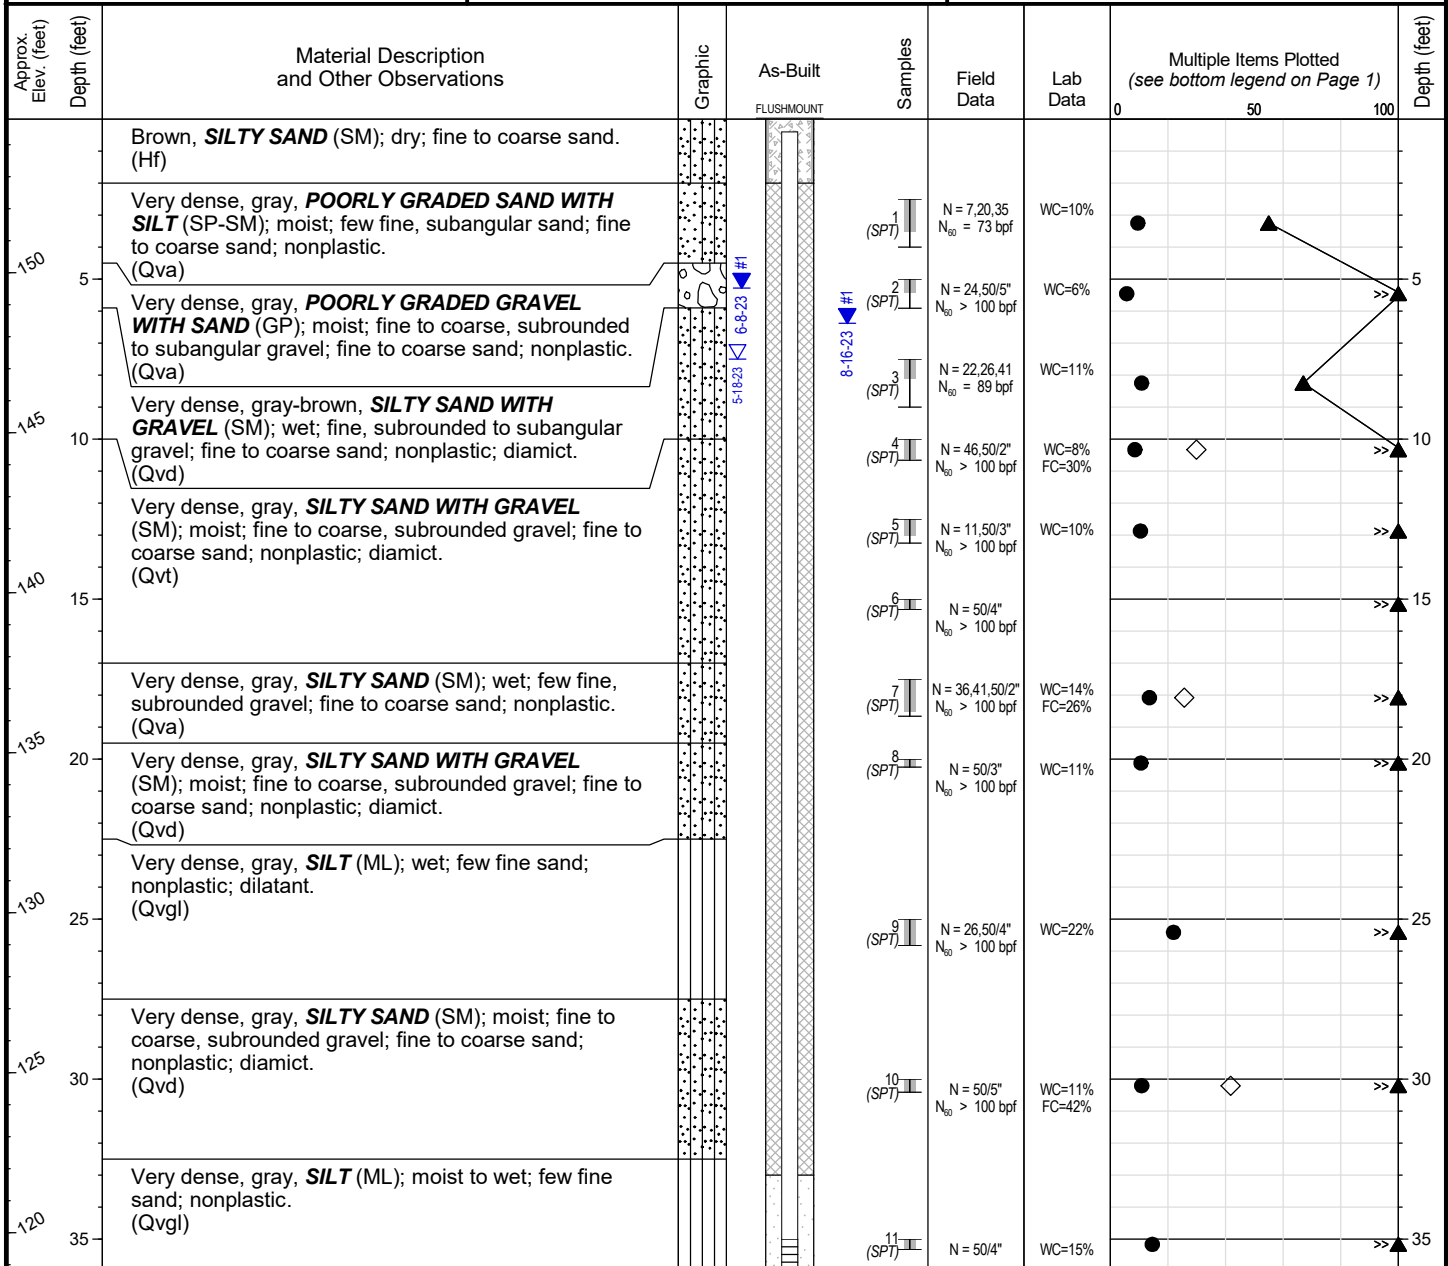 Approx.
Elev. (feet)
Depth (feet)
Material Description
and Other Observations
Graphic
As-Built
FLUSHMOUNT
Samples
Field
Data
Lab
Data
Multiple Items Plotted
(see bottom legend on Page 1)
0 50 100
Depth (feet)
Brown, SILTY SAND (SM); dry; fine to coarse sand.
(Hf)
Very dense, gray, POORLY GRADED SAND WITH
SILT (SP-SM); moist; few fine, subangular sand; fine
to coarse sand; nonplastic.
(Qva)
Very dense, gray, POORLY GRADED GRAVEL
WITH SAND (GP); moist; fine to coarse, subrounded
to subangular gravel; fine to coarse sand; nonplastic.
(Qva)
Very dense, gray-brown, SILTY SAND WITH
GRAVEL (SM); wet; fine, subrounded to subangular
gravel; fine to coarse sand; nonplastic; diamict.
(Qvd)
Very dense, gray, SILTY SAND WITH GRAVEL
(SM); moist; fine to coarse, subrounded gravel; fine to
coarse sand; nonplastic; diamict.
(Qvt)
Very dense, gray, SILTY SAND (SM); wet; few fine,
subrounded gravel; fine to coarse sand; nonplastic.
(Qva)
Very dense, gray, SILTY SAND WITH GRAVEL
(SM); moist; fine to coarse, subrounded gravel; fine to
coarse sand; nonplastic; diamict.
(Qvd)
Very dense, gray, SILT (ML); wet; few fine sand;
nonplastic; dilatant.
(Qvgl)
Very dense, gray, SILTY SAND (SM); moist; fine to
coarse, subrounded gravel; fine to coarse sand;
nonplastic; diamict.
(Qvd)
Very dense, gray, SILT (ML); moist to wet; few fine
sand; nonplastic.
(Qvgl)
150
145
140
135
130
125
120
5
10
15
20
25
30
35
6-8-23 #1
5-18-23
8-16-23 #1
1
(SPT)
N = 7,20,35
N60 = 73 bpf
WC=10%
2
(SPT)
N = 24,50/5"
N60 > 100 bpf
WC=6%
>>
3
(SPT)
N = 22,26,41
N60 = 89 bpf
WC=11%
4
(SPT)
N = 46,50/2"
N60 > 100 bpf
WC=8%
FC=30%
>>
5
(SPT)
N = 11,50/3"
N60 > 100 bpf
WC=10%
>>
6
(SPT)
N = 50/4"
N60 > 100 bpf
>>
7
(SPT)
N = 36,41,50/2"
N60 > 100 bpf
WC=14%
FC=26%
>>
8
(SPT)
N = 50/3"
N60 > 100 bpf
WC=11%
>>
9
(SPT)
N = 26,50/4"
N60 > 100 bpf
WC=22%
>>
10
(SPT)
N = 50/5"
N60 > 100 bpf
WC=11%
FC=42%
>>
11
(SPT)
N = 50/4"
WC=15%
>>
5
10
15
20
25
30
35